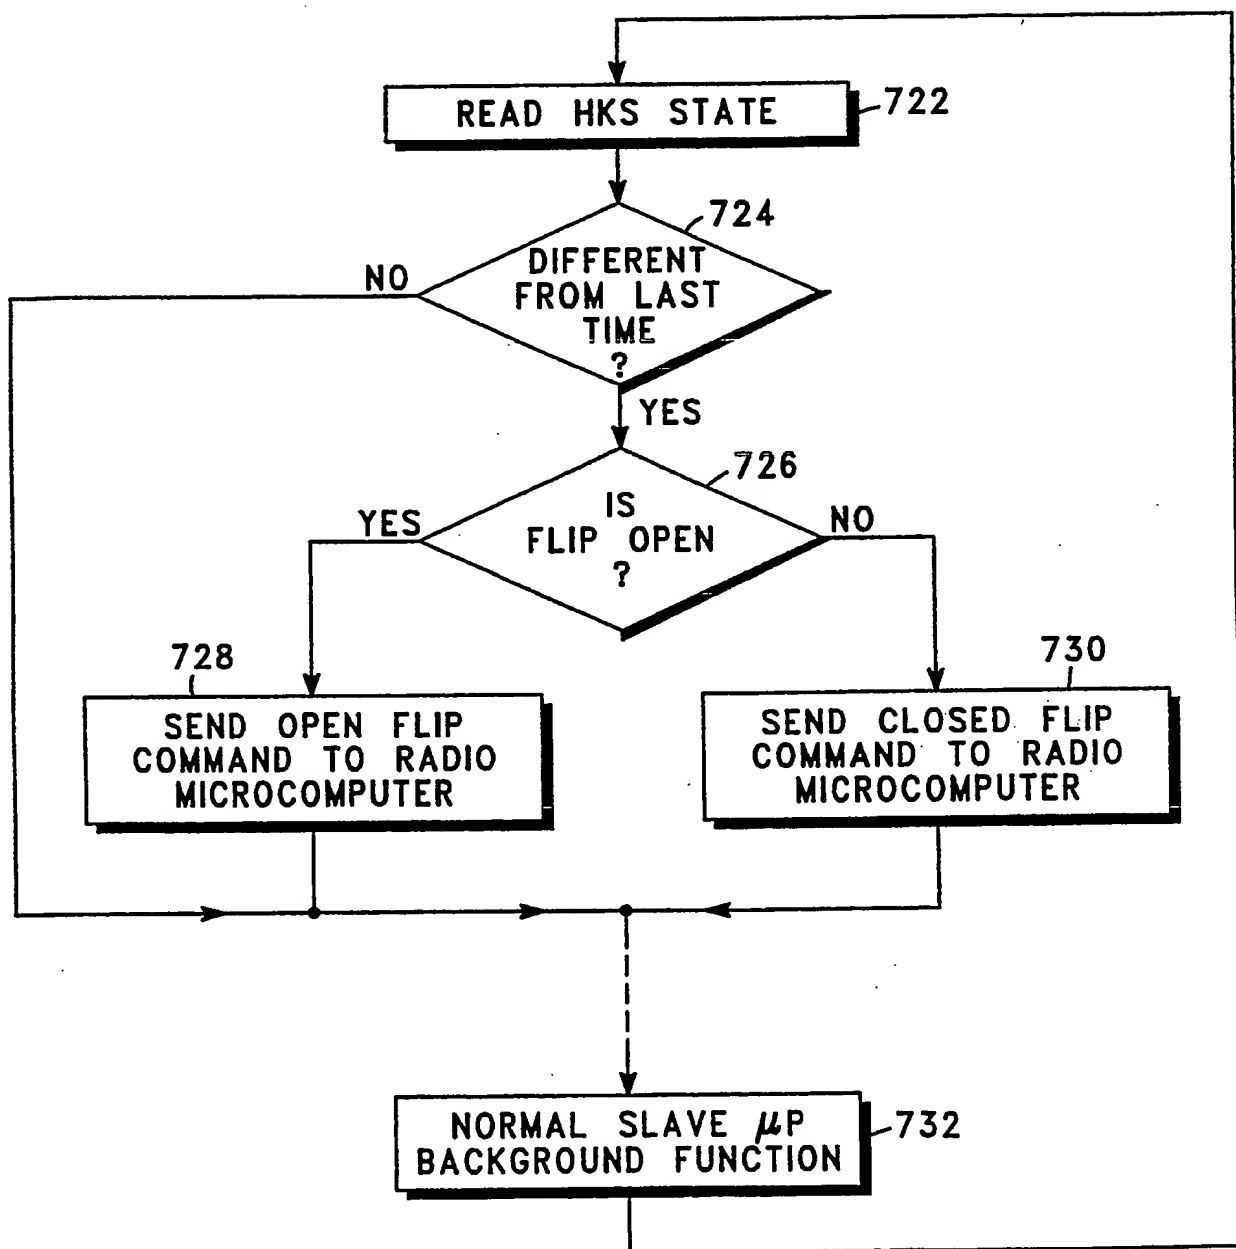 READ HKS STATE
722
724
DIFFERENT
FROM LAST
TIME
?
NO
YES
726
IS
FLIP OPEN
?
YES
NO
728
SEND OPEN FLIP
COMMAND TO RADIO
MICROCOMPUTER
730
SEND CLOSED FLIP
COMMAND TO RADIO
MICROCOMPUTER
NORMAL SLAVE μP
BACKGROUND FUNCTION
732